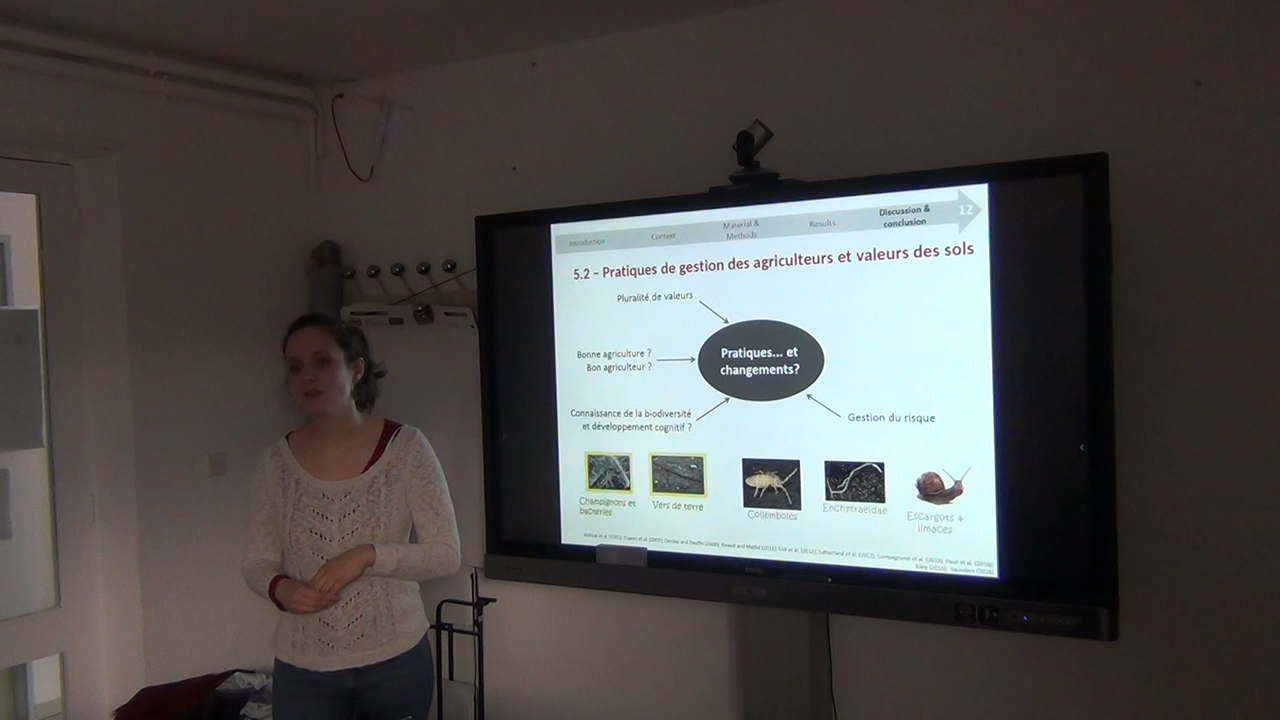 Introduction
Context
Material &
Methods
Results
Discussion &
conclusion
12
5.2 – Pratiques de gestion des agriculteurs et valeurs des sols
Pluralité de valeurs
Bonne agriculture ?
Bon agriculteur ?
Pratiques... et
changements?
Connaissance de la biodiversité
et développement cognitif ?
Gestion du risque
Champignons et
bactéries
Vers de terre
Collemboles
Enchytraeidae
Escargots +
limaces